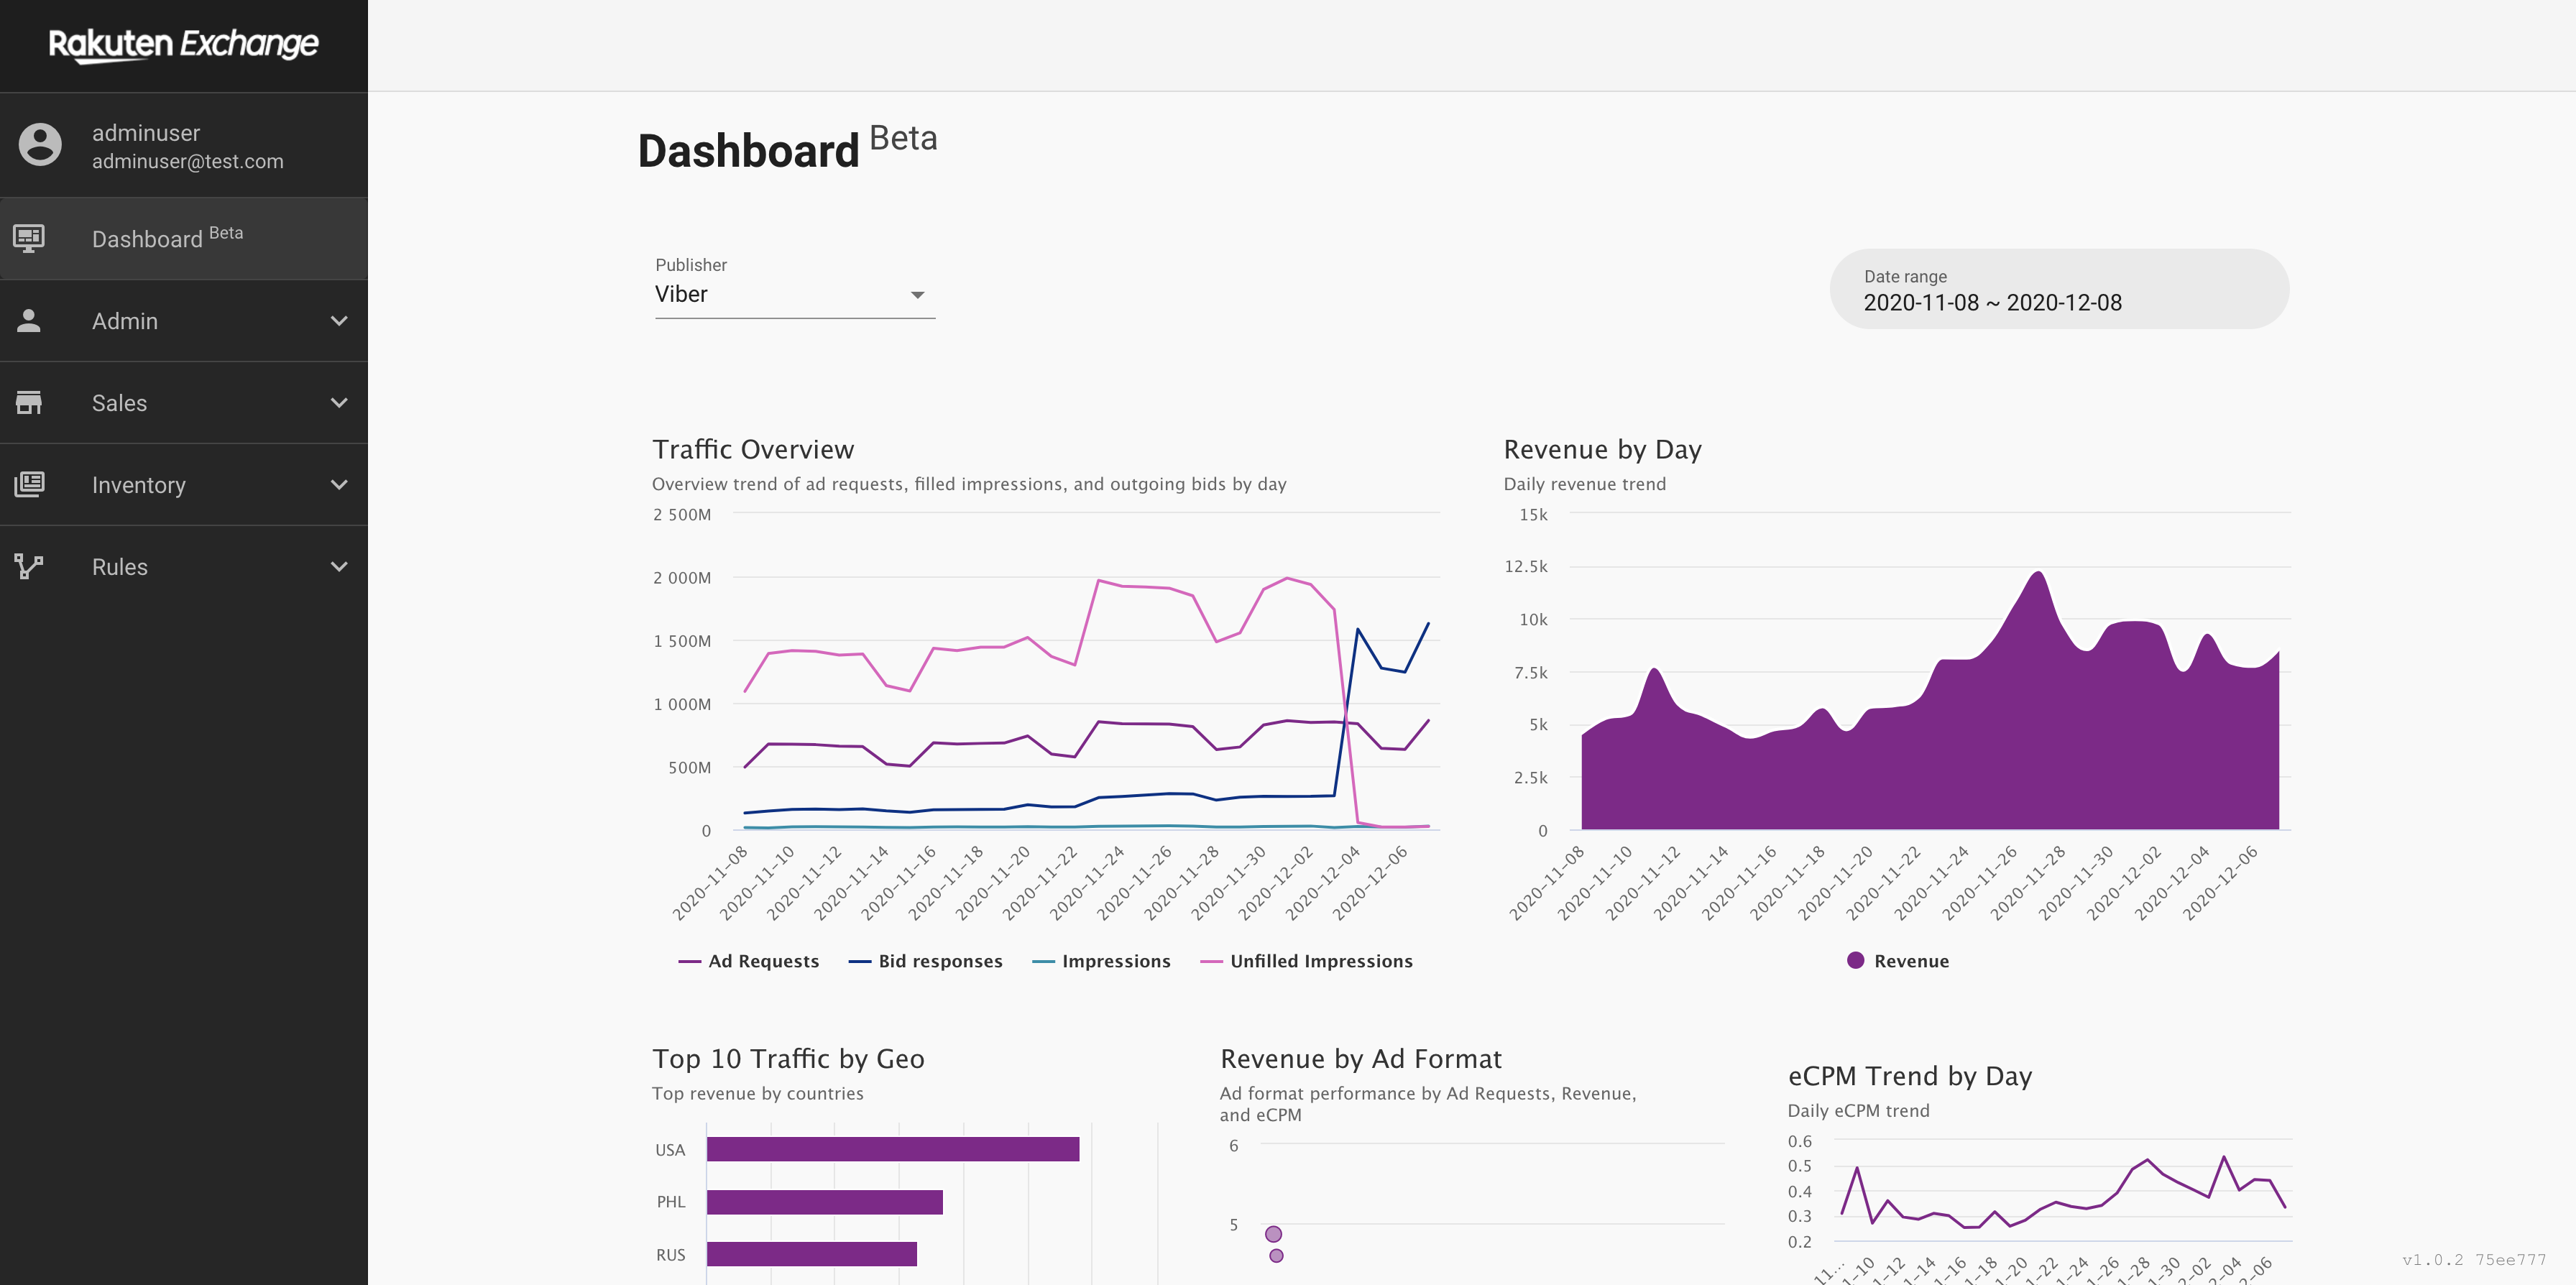 Rakuten Exchange
adminuser
adminuser@test.com
Dashboard Beta
Admin
Sales
Inventory
Rules
Dashboard Beta
Publisher
Viber
Date range
2020-11-08 ~ 2020-12-08
Traffic Overview
Overview trend of ad requests, filled impressions, and outgoing bids by day
2 500M
2 000M
1 500M
1 000M
500M
0
2020-11-08
2020-11-10
2020-11-12
2020-11-14
2020-11-16
2020-11-18
2020-11-20
2020-11-22
2020-11-24
2020-11-26
2020-11-28
2020-11-30
2020-12-02
2020-12-04
2020-12-06
Ad Requests
Bid responses
Impressions
Unfilled Impressions
Revenue by Day
Daily revenue trend
15k
12.5k
10k
7.5k
5k
2.5k
0
2020-11-08
2020-11-10
2020-11-12
2020-11-14
2020-11-16
2020-11-18
2020-11-20
2020-11-22
2020-11-24
2020-11-26
2020-11-28
2020-11-30
2020-12-02
2020-12-04
2020-12-06
Revenue
Top 10 Traffic by Geo
Top revenue by countries
USA
PHL
RUS
Revenue by Ad Format
Ad format performance by Ad Requests, Revenue,
and eCPM
6
5
eCPM Trend by Day
Daily eCPM trend
0.6
0.5
0.4
0.3
0.2
11...
1-10
1-12
1-14
1-16
1-18
1-20
1-22
1-24
1-26
1-28
1-30
2-02
2-04
2-06
v1.0.2 75ee777